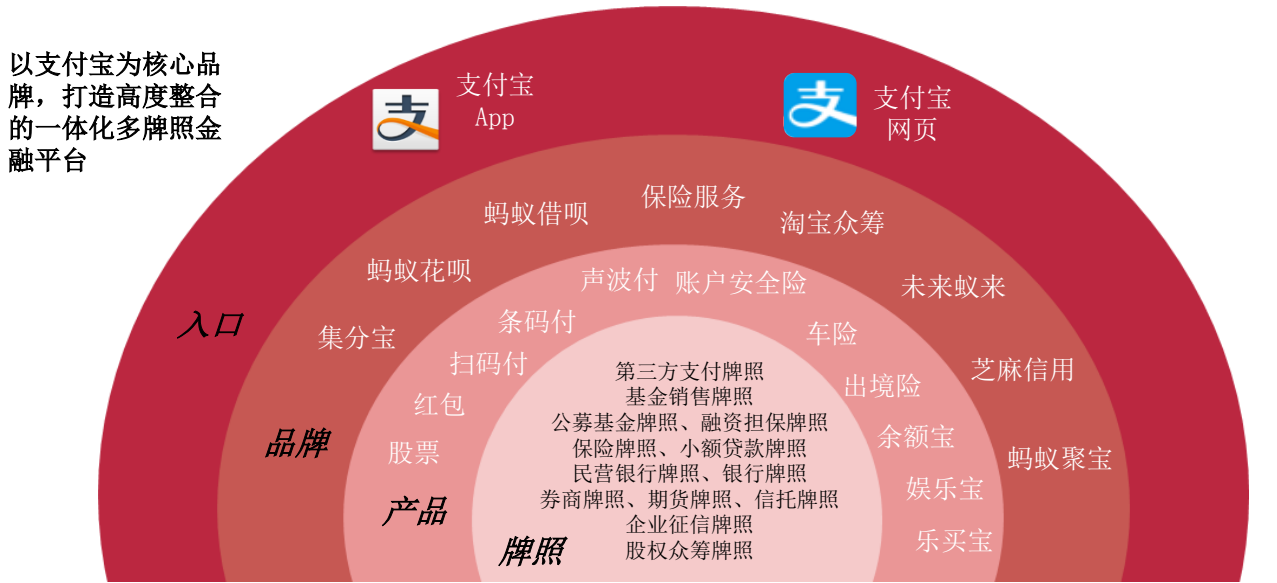 以支付宝为核心品
牌，打造高度整合
的一体化多牌照金
融平台
支
支付宝
App
支
支付宝
网页
入口
集分宝
蚂蚁花呗
蚂蚁借呗
保险服务
淘宝众筹
未来蚁来
芝麻信用
蚂蚁聚宝
品牌
股票
红包
扫码付
条码付
声波付
账户安全险
车险
出境险
余额宝
娱乐宝
乐买宝
产品
第三方支付牌照
基金销售牌照
公募基金牌照、融资担保牌照
保险牌照、小额贷款牌照
民营银行牌照、银行牌照
券商牌照、期货牌照、信托牌照
企业征信牌照
股权众筹牌照
牌照